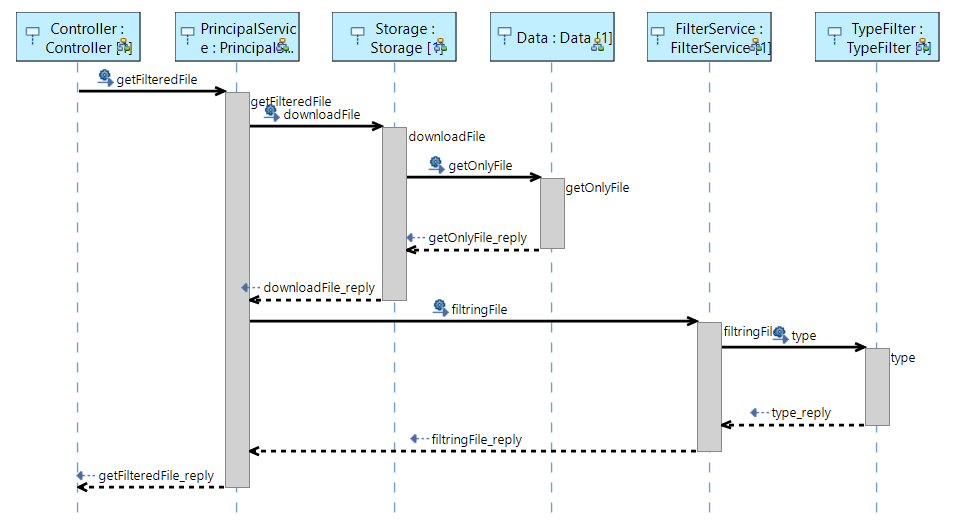 Controller :
Controller [1]
PrincipalServic
e : Principal...
Storage :
Storage [1]
Data : Data [1]
FilterService :
FilterService [1]
TypeFilter :
TypeFilter [1]
getFilteredFile
getFilteredFile
downloadFile
downloadFile
getOnlyFile
getOnlyFile
getOnlyFile_reply
downloadFile_reply
filtringFile
filtringFile
type
type
type_reply
filtringFile_reply
getFilteredFile_reply